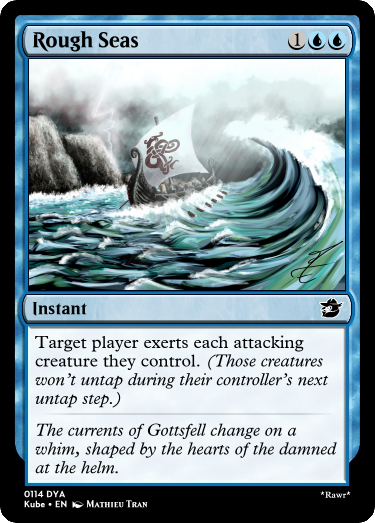 Rough Seas 1
Instant
Target player exerts each attacking
creature they control. (Those creatures
won't untap during their controller's next
untap step.)
The currents of Gottsfell change on a
whim, shaped by the hearts of the damned
at the helm.
0114 DYA
Kube • EN Mathieu Tran
*Rawr*